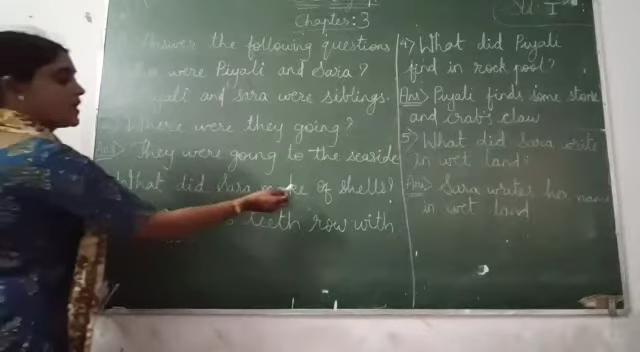 Chapter: 3
Answer the following questions
were Piyali and Sara?
Piyali and Sara were siblings.
Where were they going?
Ans> They were going to the seaside
What did Sara make of shells?
teeth row with
4) What did Piyali
find in rock pool?
Ans> Piyali finds some stone
and crab's claw
5) What did Sara write
in wet land?
Ans> Sara writes her name
in wet land